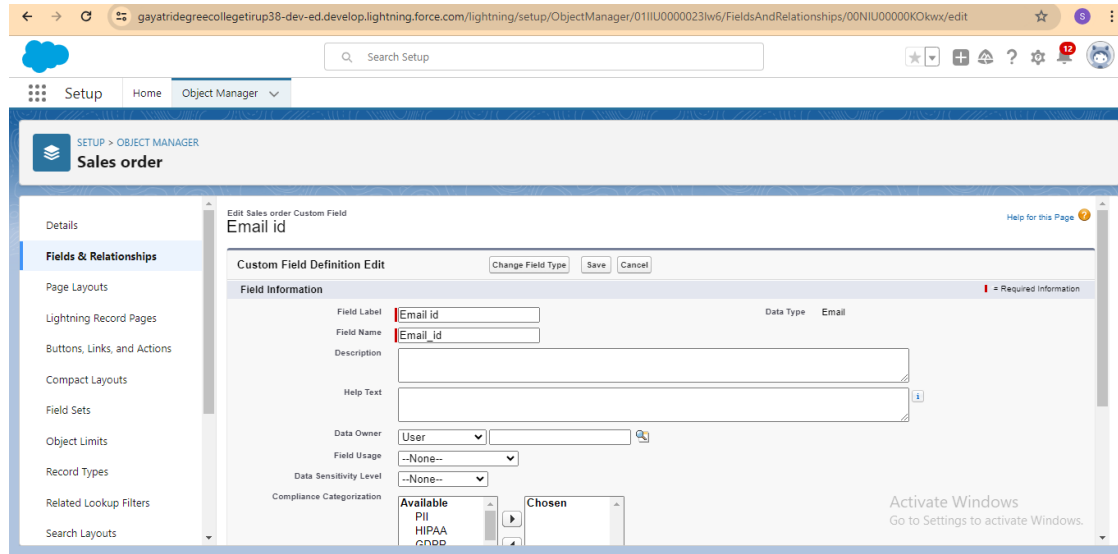 gayatridegreecollegetirup38-dev-ed.develop.lightning.force.com/lightning/setup/ObjectManager/01IIU0000023Iw6/FieldsAndRelationships/00NIU00000KOkwx/edit
S
Search Setup
12
Setup
Home
Object Manager
SETUP > OBJECT MANAGER
Sales order
Details
Fields & Relationships
Page Layouts
Lightning Record Pages
Buttons, Links, and Actions
Compact Layouts
Field Sets
Object Limits
Record Types
Related Lookup Filters
Search Layouts
Edit Sales order Custom Field
Email id
Help for this Page ?
Custom Field Definition Edit Change Field Type Save Cancel
Field Information = Required Information
Field Label Email id Data Type Email
Field Name Email_id
Description
Help Text i
Data Owner User
Field Usage --None--
Data Sensitivity Level --None--
Compliance Categorization Available Chosen
PII
HIPAA
GDPR
Activate Windows
Go to Settings to activate Windows.